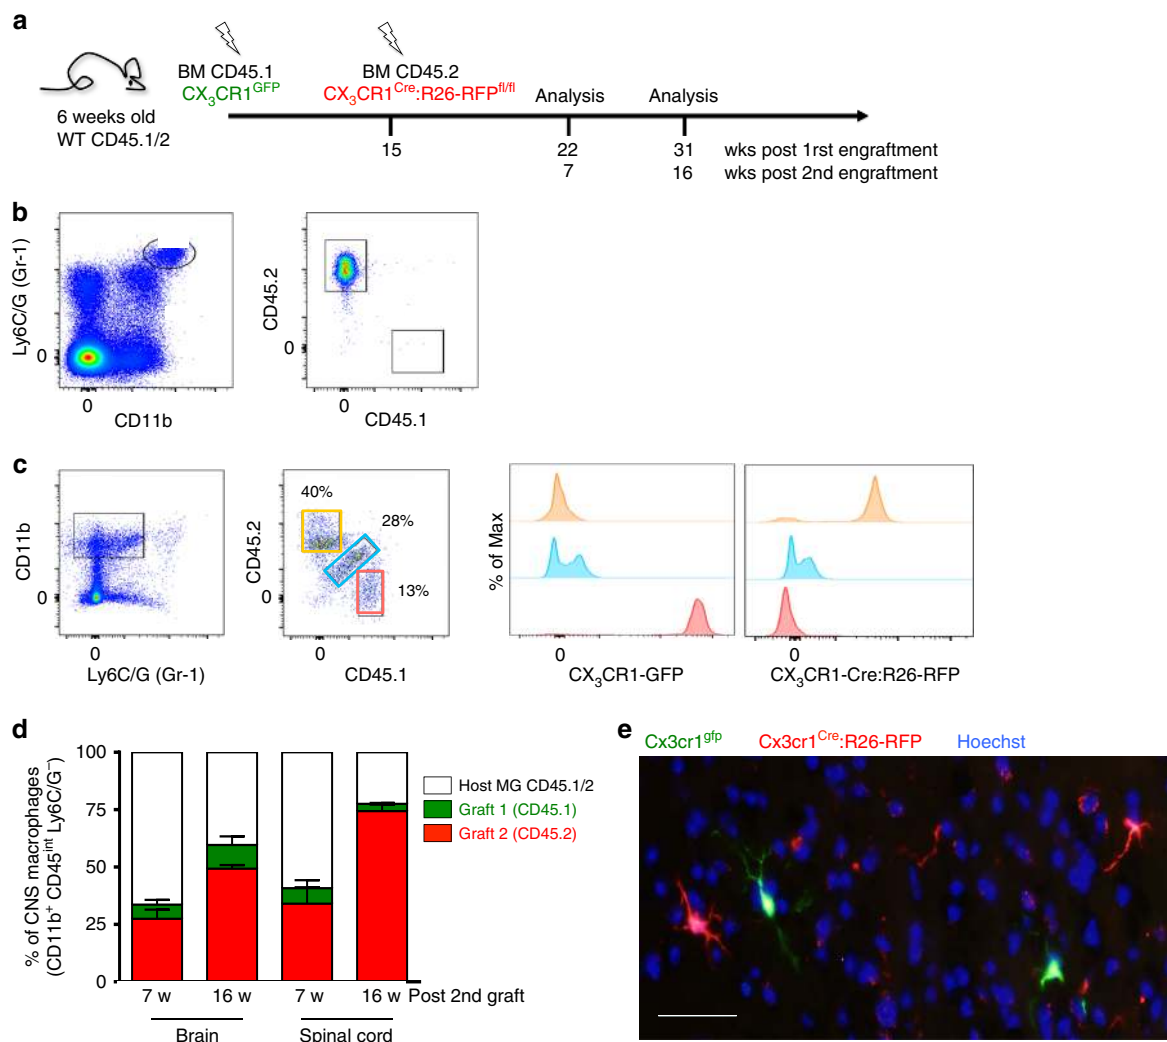 a
BM CD45.1
CX3CR1GFP
BM CD45.2
CX3CR1Cre:R26-RFPfl/fl
Analysis
Analysis
6 weeks old
WT CD45.1/2
15
22
31
wks post 1rst engraftment
7
16
wks post 2nd engraftment
b
Ly6C/G (Gr-1)
0
0
CD11b
CD45.2
0
0
CD45.1
c
CD11b
0
0
Ly6C/G (Gr-1)
40%
28%
13%
CD45.2
0
0
CD45.1
% of Max
0
CX3CR1-GFP
0
CX3CR1-Cre:R26-RFP
d
% of CNS macrophages
(CD11b+ CD45int Ly6C/G−)
100
75
50
25
0
Host MG CD45.1/2
Graft 1 (CD45.1)
Graft 2 (CD45.2)
7 w
16 w
7 w
16 w
Post 2nd graft
Brain
Spinal cord
e
Cx3cr1gfp
Cx3cr1Cre:R26-RFP
Hoechst